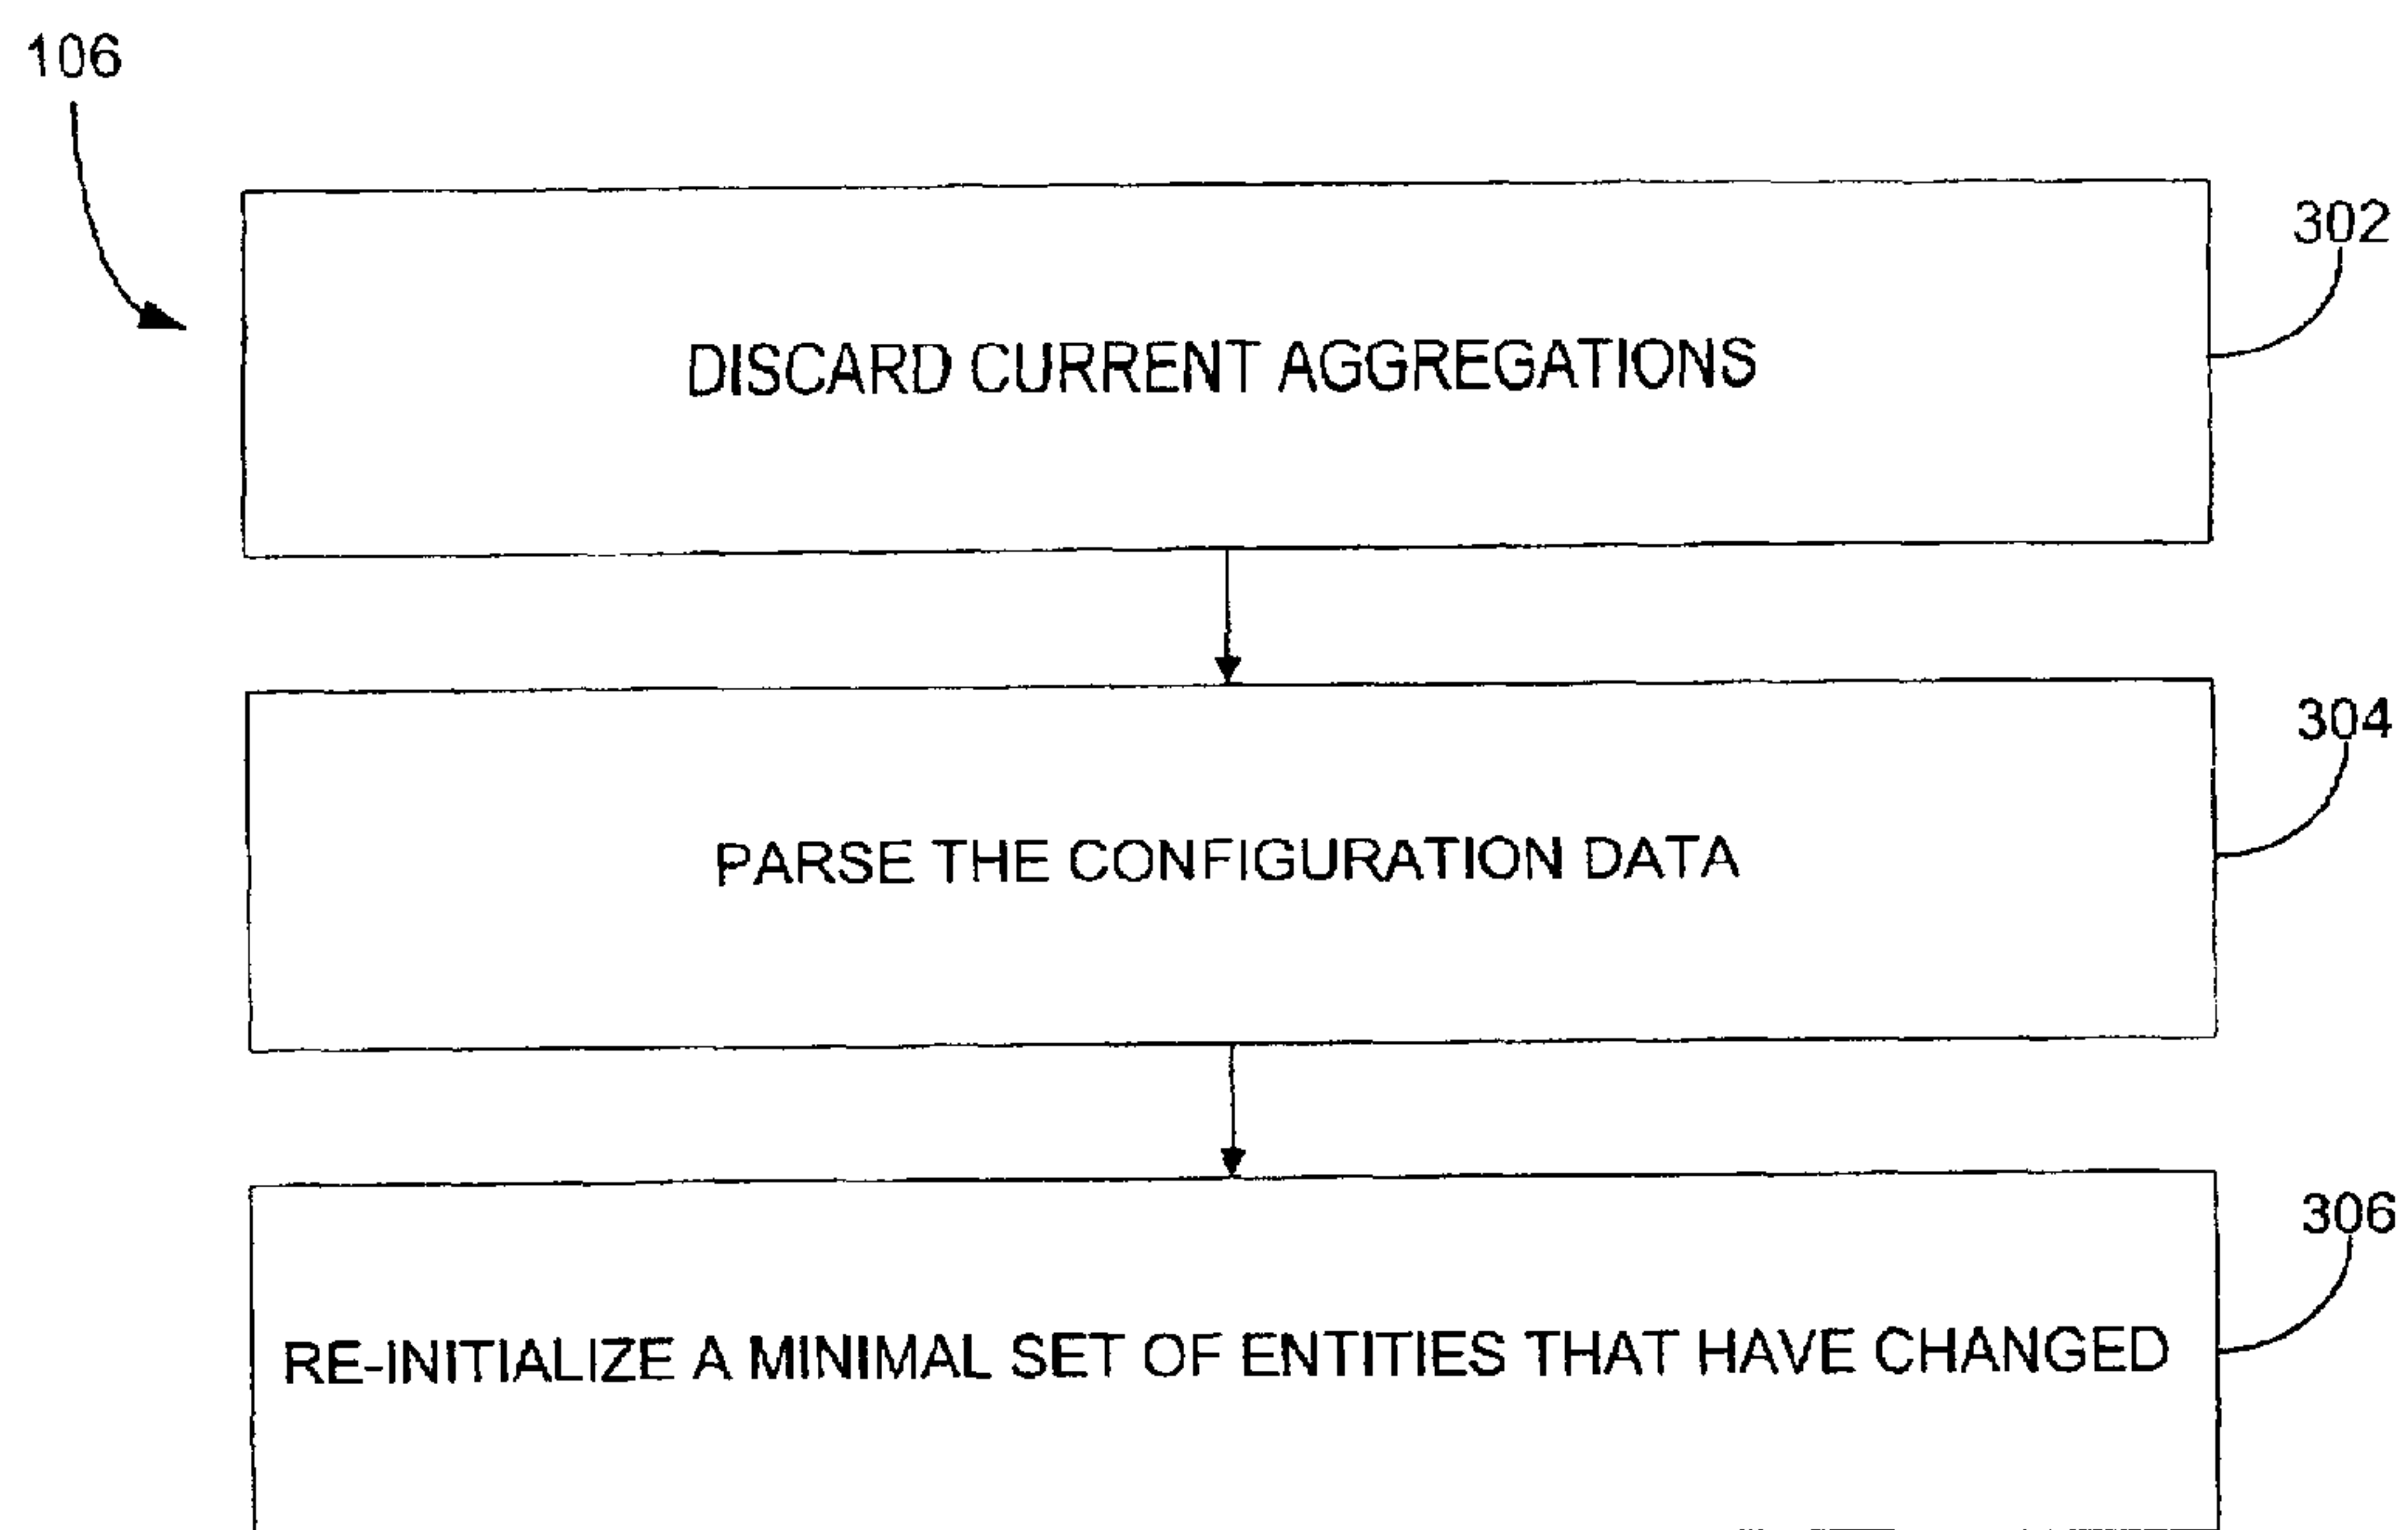 106
302
DISCARD CURRENT AGGREGATIONS
304
PARSE THE CONFIGURATION DATA
306
RE-INITIALIZE A MINIMAL SET OF ENTITIES THAT HAVE CHANGED